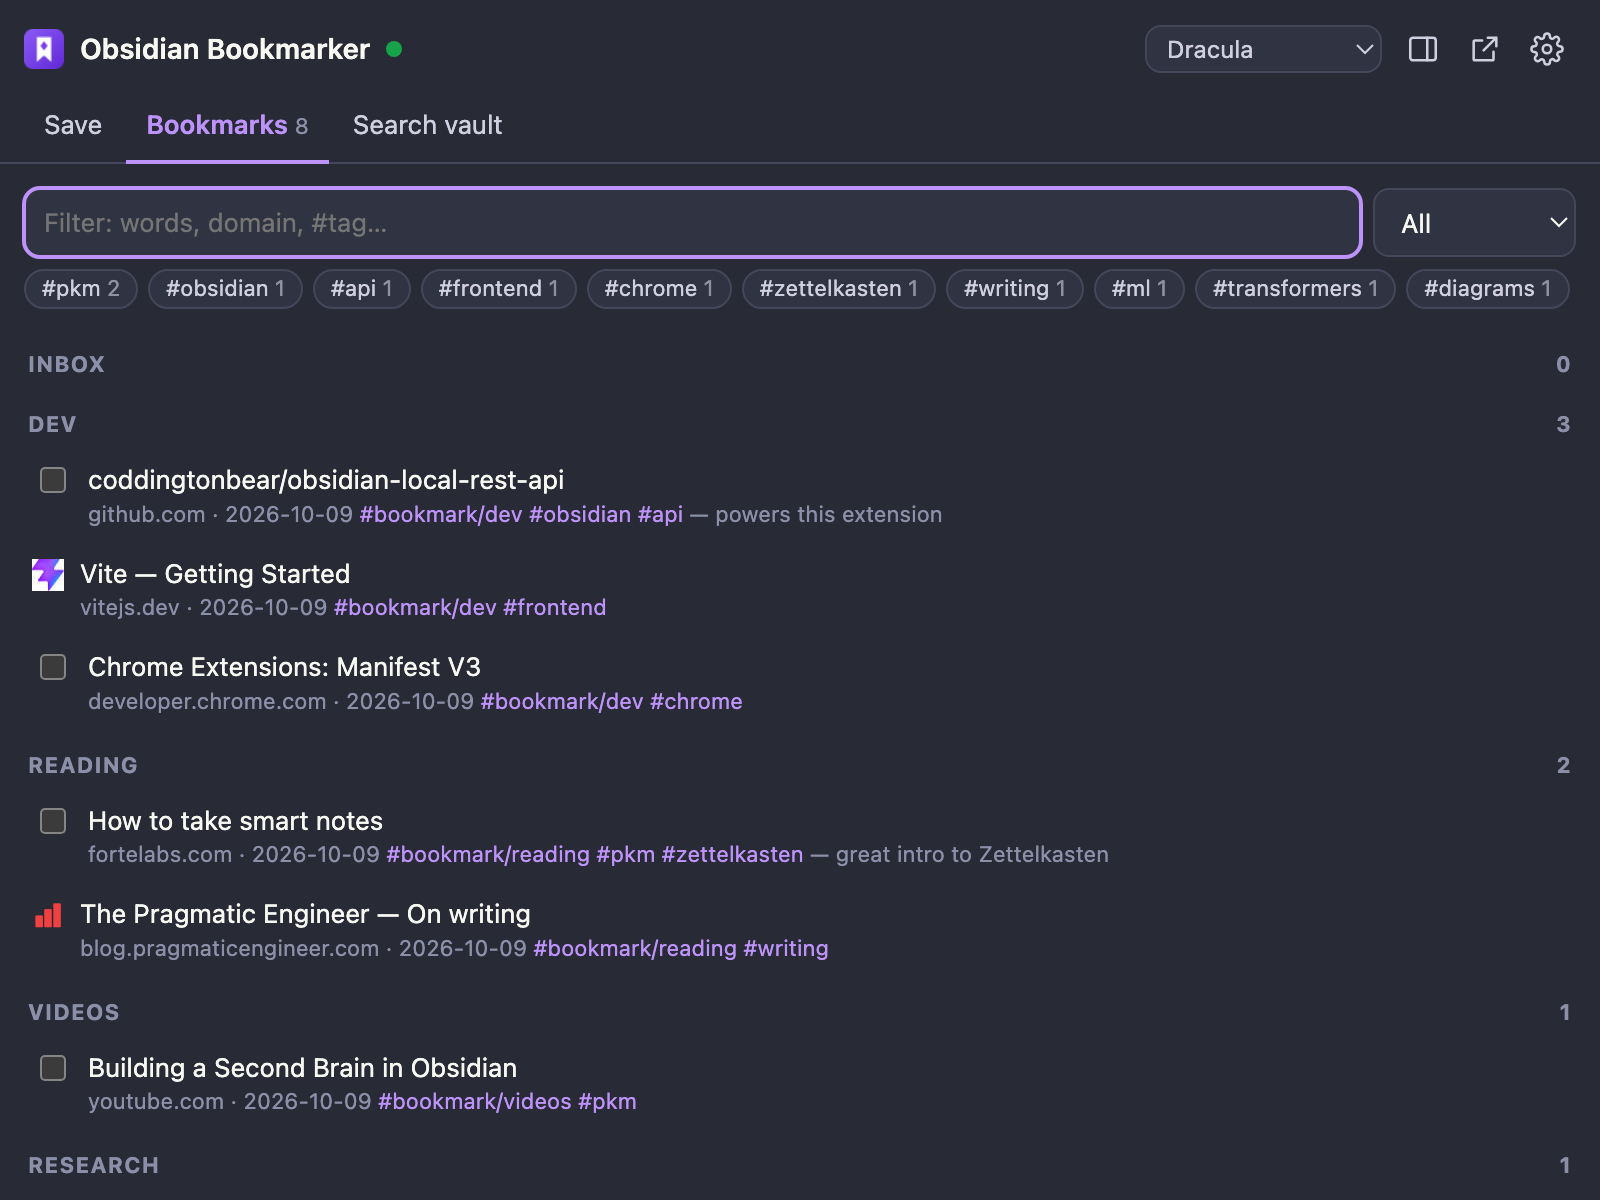 Obsidian Bookmarker
Dracula
Save
Bookmarks 8
Search vault
Filter: words, domain, #tag...
All
#pkm 2
#obsidian 1
#api 1
#frontend 1
#chrome 1
#zettelkasten 1
#writing 1
#ml 1
#transformers 1
#diagrams 1
INBOX 0
DEV 3
coddingtonbear/obsidian-local-rest-api
github.com · 2026-10-09 #bookmark/dev #obsidian #api — powers this extension
Vite — Getting Started
vitejs.dev · 2026-10-09 #bookmark/dev #frontend
Chrome Extensions: Manifest V3
developer.chrome.com · 2026-10-09 #bookmark/dev #chrome
READING 2
How to take smart notes
fortelabs.com · 2026-10-09 #bookmark/reading #pkm #zettelkasten — great intro to Zettelkasten
The Pragmatic Engineer — On writing
blog.pragmaticengineer.com · 2026-10-09 #bookmark/reading #writing
VIDEOS 1
Building a Second Brain in Obsidian
youtube.com · 2026-10-09 #bookmark/videos #pkm
RESEARCH 1